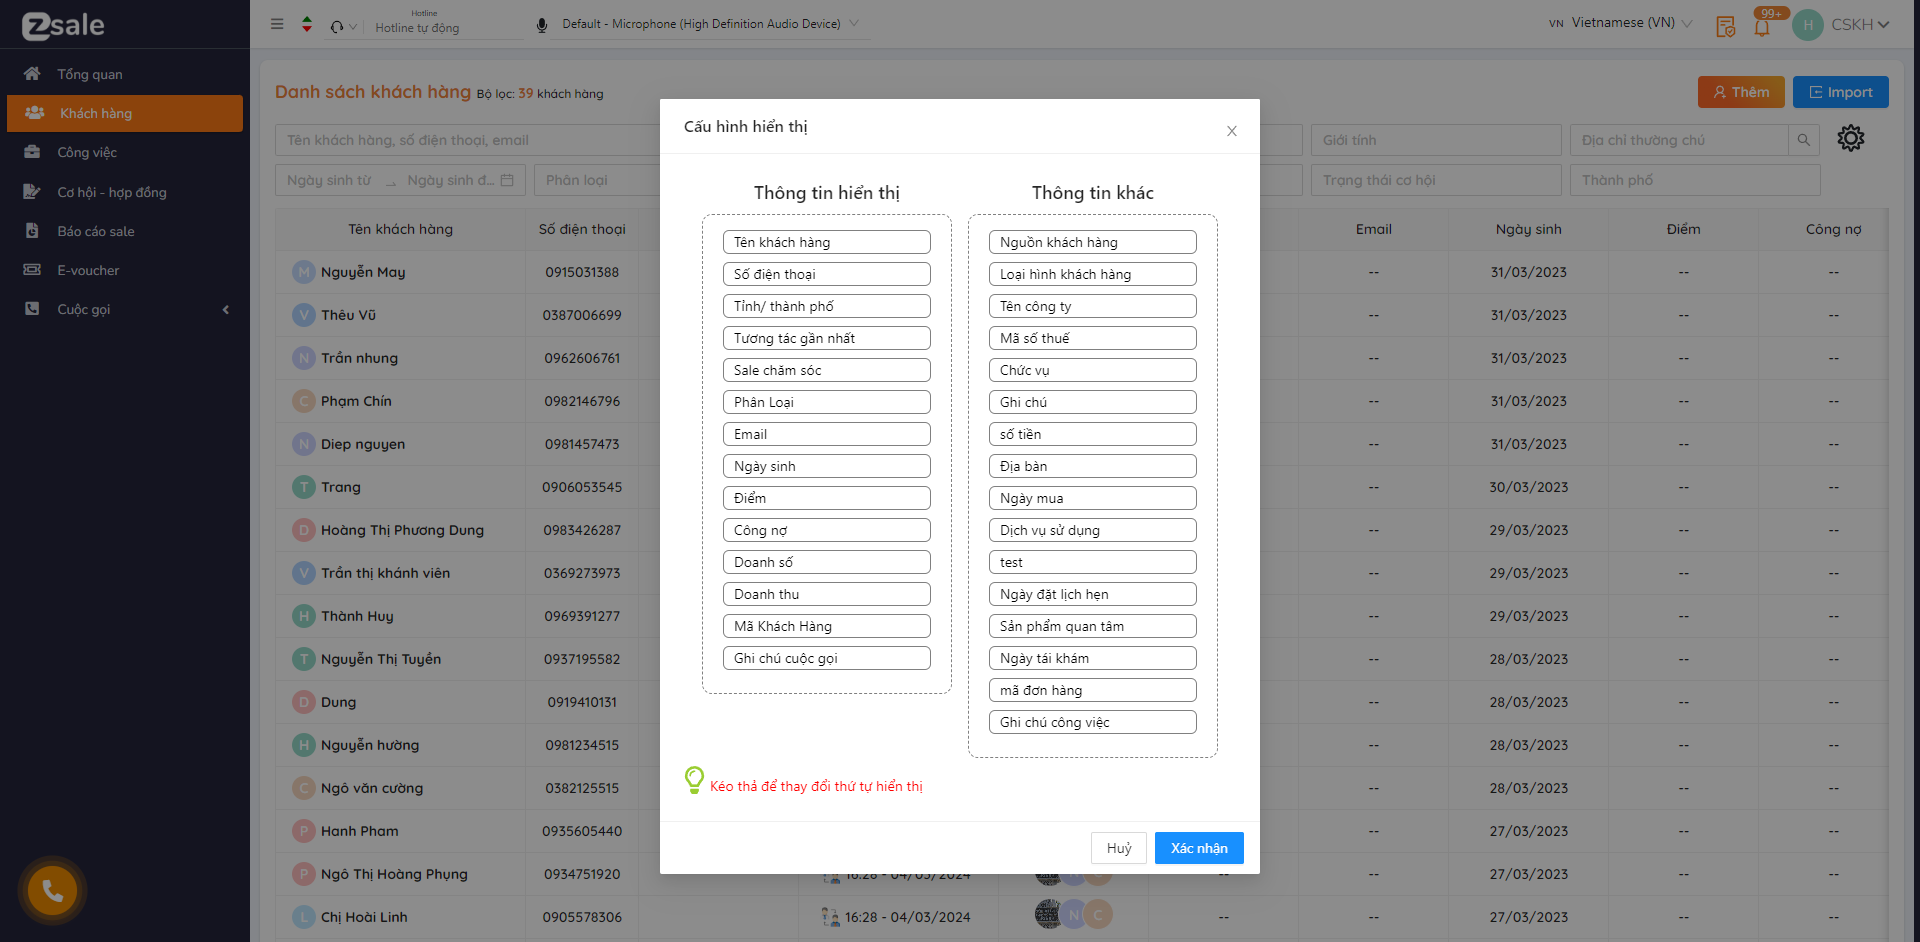 zsale
Hotline
Hotline tự động
Default - Microphone (High Definition Audio Device)
VN Vietnamese (VN)
99+
H
CSKH
Tổng quan
Khách hàng
Công việc
Cơ hội - hợp đồng
Báo cáo sale
E-voucher
Cuộc gọi
Danh sách khách hàng Bộ lọc: 39 khách hàng
Thêm
Import
Tên khách hàng, số điện thoại, email
Giới tính
Địa chỉ thường chú
Ngày sinh từ
Ngày sinh đ...
Phân loại
Trạng thái cơ hội
Thành phố
Tên khách hàng Số điện thoại Email Ngày sinh Điểm Công nợ
M Nguyễn May 0915031388 -- 31/03/2023 -- --
V Thêu Vũ 0387006699 -- 31/03/2023 -- --
N Trần nhung 0962606761 -- 31/03/2023 -- --
C Phạm Chín 0982146796 -- 31/03/2023 -- --
N Diep nguyen 0981457473 -- 31/03/2023 -- --
T Trang 0906053545 -- 30/03/2023 -- --
D Hoàng Thị Phương Dung 0983426287 -- 29/03/2023 -- --
V Trần thị khánh viên 0369273973 -- 29/03/2023 -- --
H Thành Huy 0969391277 -- 29/03/2023 -- --
T Nguyễn Thị Tuyền 0937195582 -- 28/03/2023 -- --
D Dung 0919410131 -- 28/03/2023 -- --
H Nguyễn hường 0981234515 -- 28/03/2023 -- --
C Ngô văn cường 0382125515 -- 28/03/2023 -- --
P Hanh Pham 0935605440 -- 27/03/2023 -- --
P Ngô Thị Hoàng Phụng 0934751920 16:28 - 04/03/2024 -- -- 27/03/2023 -- --
L Chị Hoài Linh 0905578306 16:28 - 04/03/2024 N C -- -- 27/03/2023 -- --
Cấu hình hiển thị
Thông tin hiển thị
Tên khách hàng
Số điện thoại
Tỉnh/ thành phố
Tương tác gần nhất
Sale chăm sóc
Phân Loại
Email
Ngày sinh
Điểm
Công nợ
Doanh số
Doanh thu
Mã Khách Hàng
Ghi chú cuộc gọi
Thông tin khác
Nguồn khách hàng
Loại hình khách hàng
Tên công ty
Mã số thuế
Chức vụ
Ghi chú
số tiền
Địa bàn
Ngày mua
Dịch vụ sử dụng
test
Ngày đặt lịch hẹn
Sản phẩm quan tâm
Ngày tái khám
mã đơn hàng
Ghi chú công việc
Kéo thả để thay đổi thứ tự hiển thị
Huỷ
Xác nhận